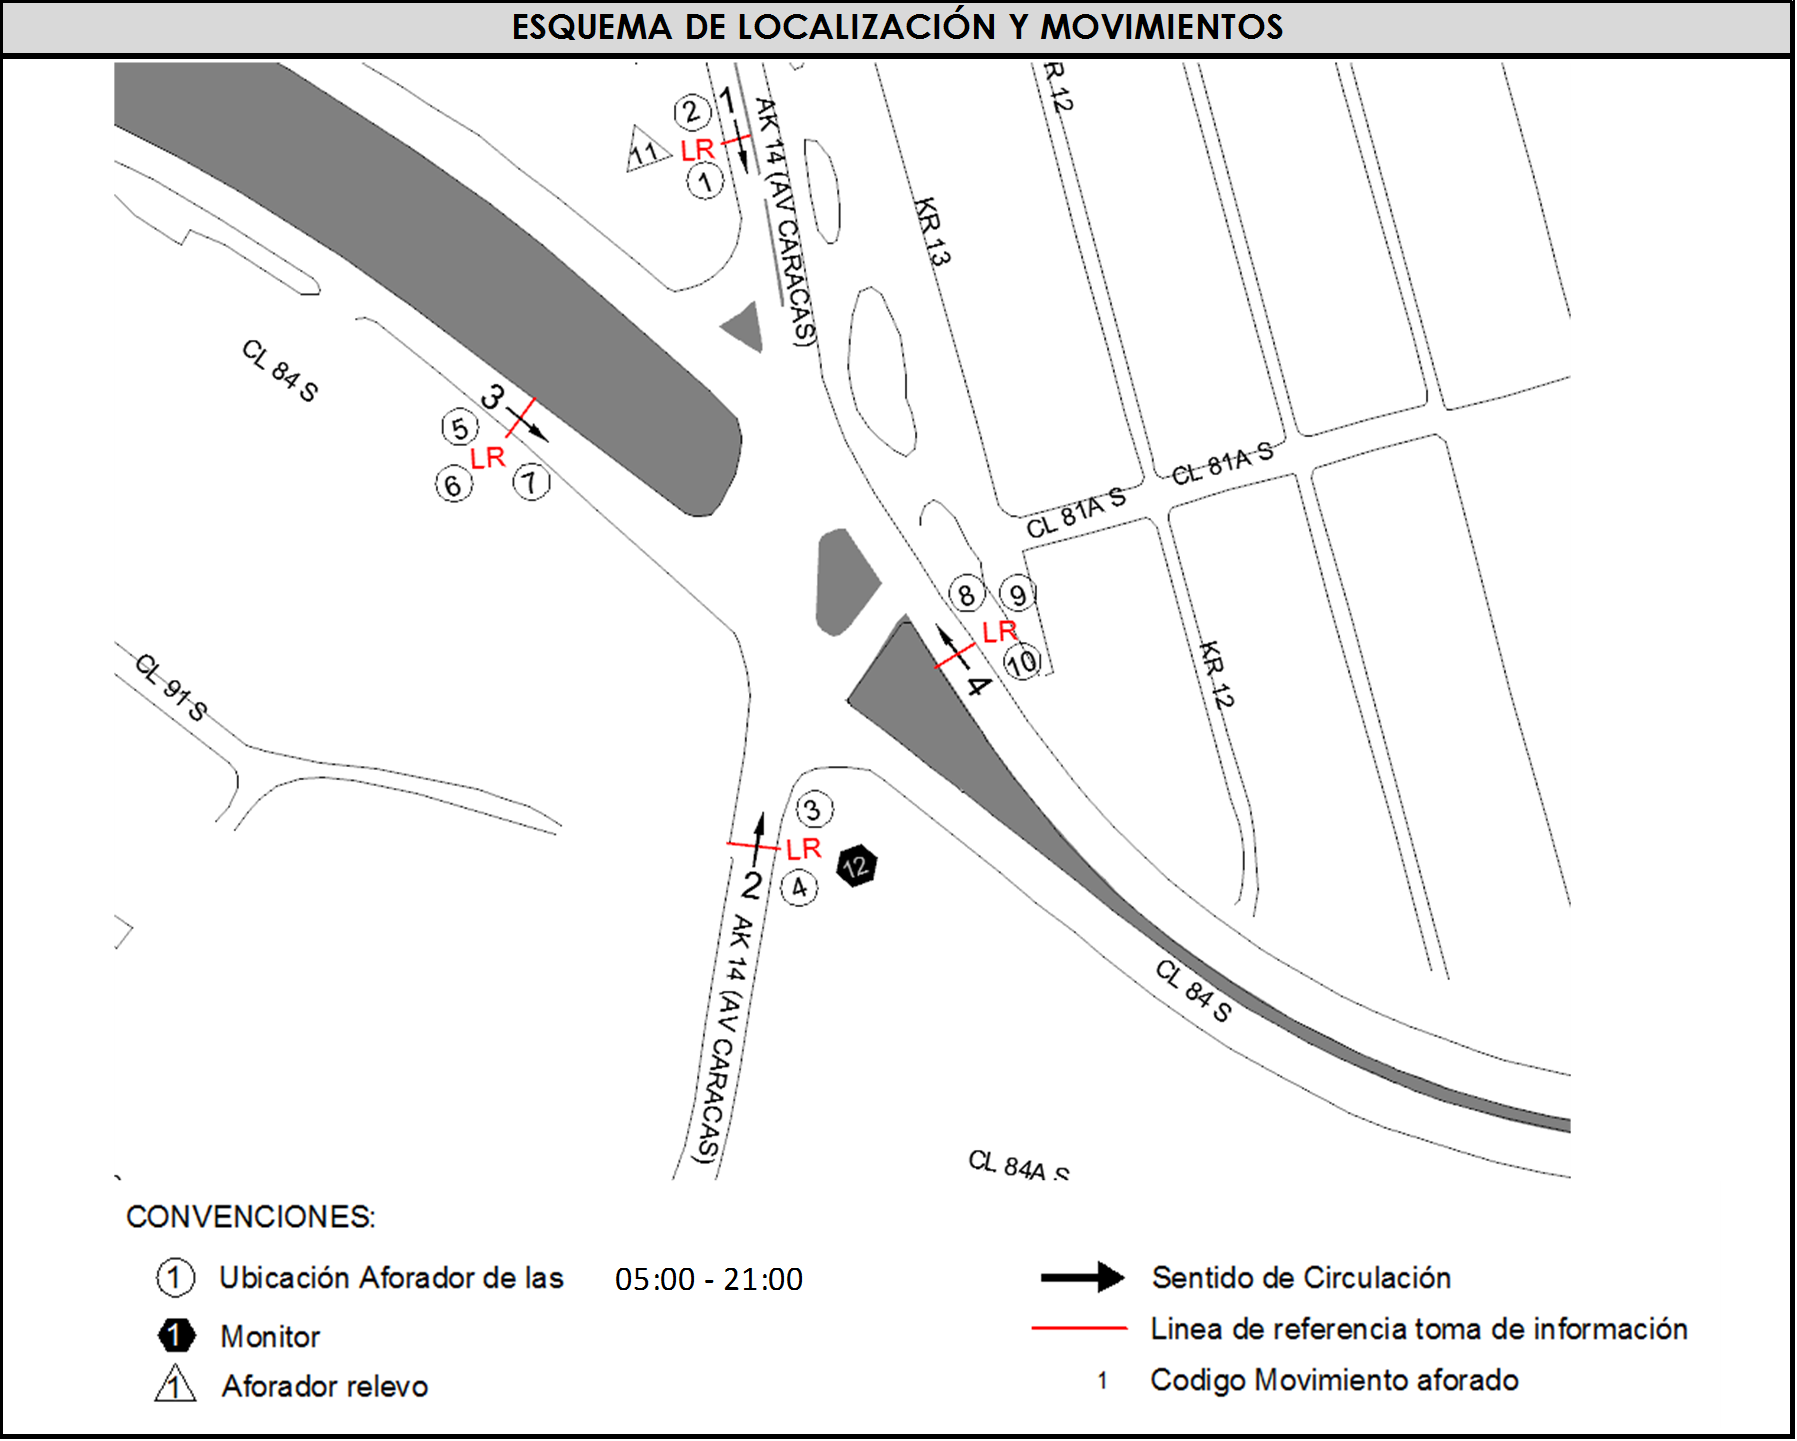 ESQUEMA DE LOCALIZACIÓN Y MOVIMIENTOS
1
2
LR
11
1
AK 14 (AV CARACAS)
R 12
KR 13
CL 84 S
3
5
LR
6
7
CL 81A S
CL 81A S
8
9
LR
10
4
KR 12
CL 91 S
3
LR
12
2
4
AK 14 (AV CARACAS)
CL 84 S
CL 84A S
CONVENCIONES:
1 Ubicación Aforador de las 05:00 - 21:00
1 Monitor
1 Aforador relevo
Sentido de Circulación
Linea de referencia toma de información
1 Codigo Movimiento aforado